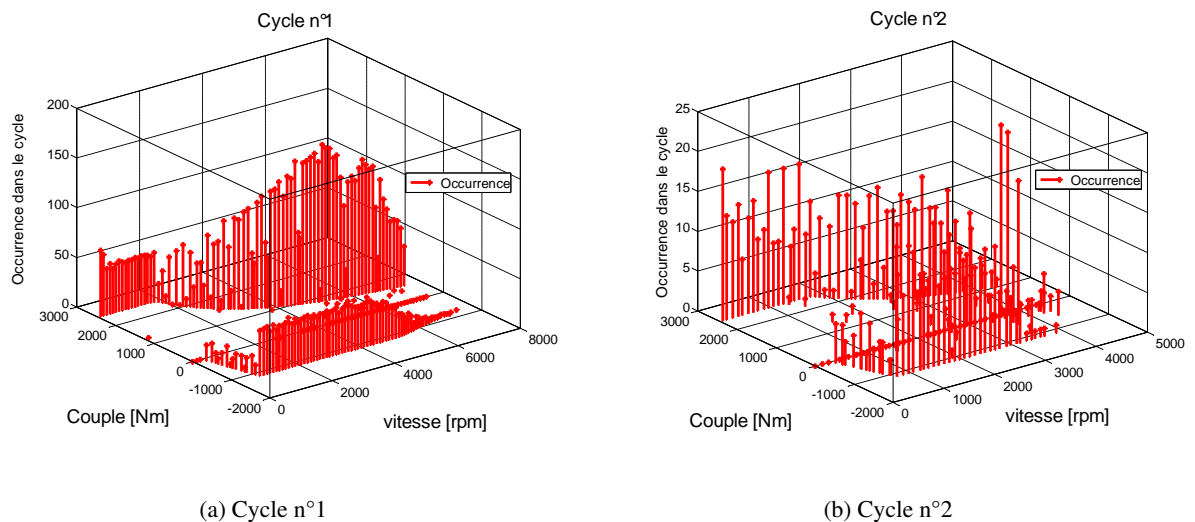 Cycle n°1
Occurrence dans le cycle
200
150
100
50
0
3000
2000
1000
0
-1000
-2000
0
2000
4000
6000
8000
Couple [Nm]
vitesse [rpm]
Occurrence
(a) Cycle n°1
Cycle n°2
Occurrence dans le cycle
25
20
15
10
5
0
3000
2000
1000
0
-1000
-2000
0
1000
2000
3000
4000
5000
Couple [Nm]
vitesse [rpm]
Occurrence
(b) Cycle n°2